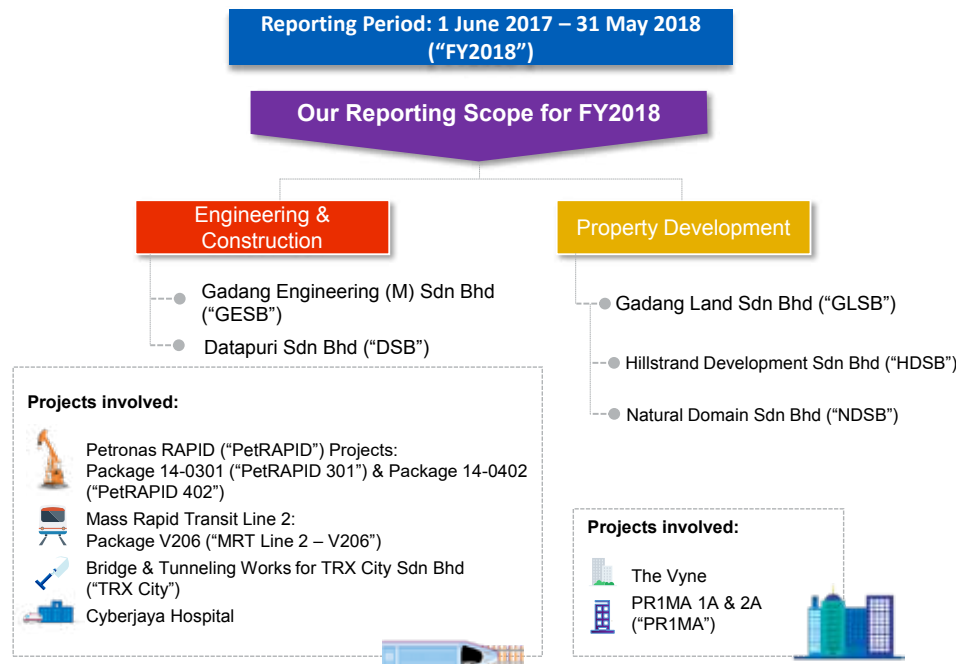 Reporting Period: 1 June 2017 – 31 May 2018
(“FY2018”)
Our Reporting Scope for FY2018
Engineering &
Construction
Gadang Engineering (M) Sdn Bhd
(“GESB”)
Datapuri Sdn Bhd (“DSB”)
Projects involved:
Petronas RAPID (“PetRAPID”) Projects:
Package 14-0301 (“PetRAPID 301”) & Package 14-0402
(“PetRAPID 402”)
Mass Rapid Transit Line 2:
Package V206 (“MRT Line 2 – V206”)
Bridge & Tunneling Works for TRX City Sdn Bhd
(“TRX City”)
Cyberjaya Hospital
Property Development
Gadang Land Sdn Bhd (“GLSB”)
Hillstrand Development Sdn Bhd (“HDSB”)
Natural Domain Sdn Bhd (“NDSB”)
Projects involved:
The Vyne
PR1MA 1A & 2A
(“PR1MA”)